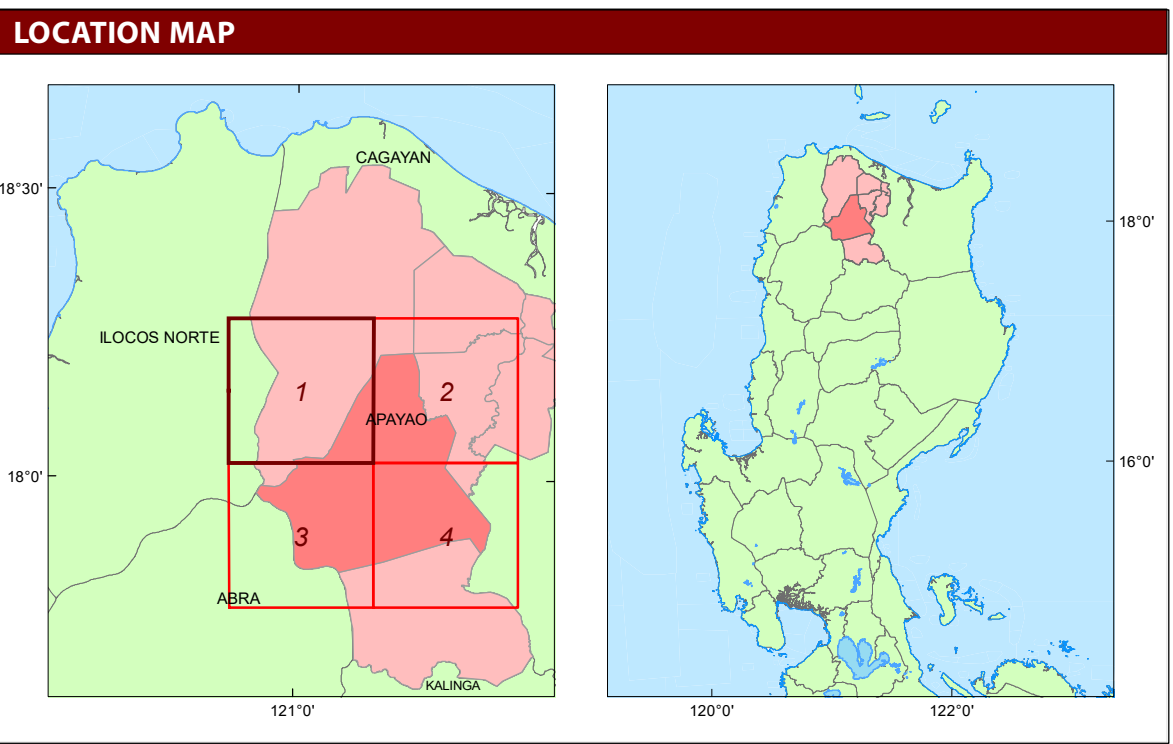 LOCATION MAP
CAGAYAN
18°30'
ILOCOS NORTE
1
2
APAYAO
18°0'
3
4
ABRA
KALINGA
121°0'
18°0'
16°0'
120°0'
122°0'